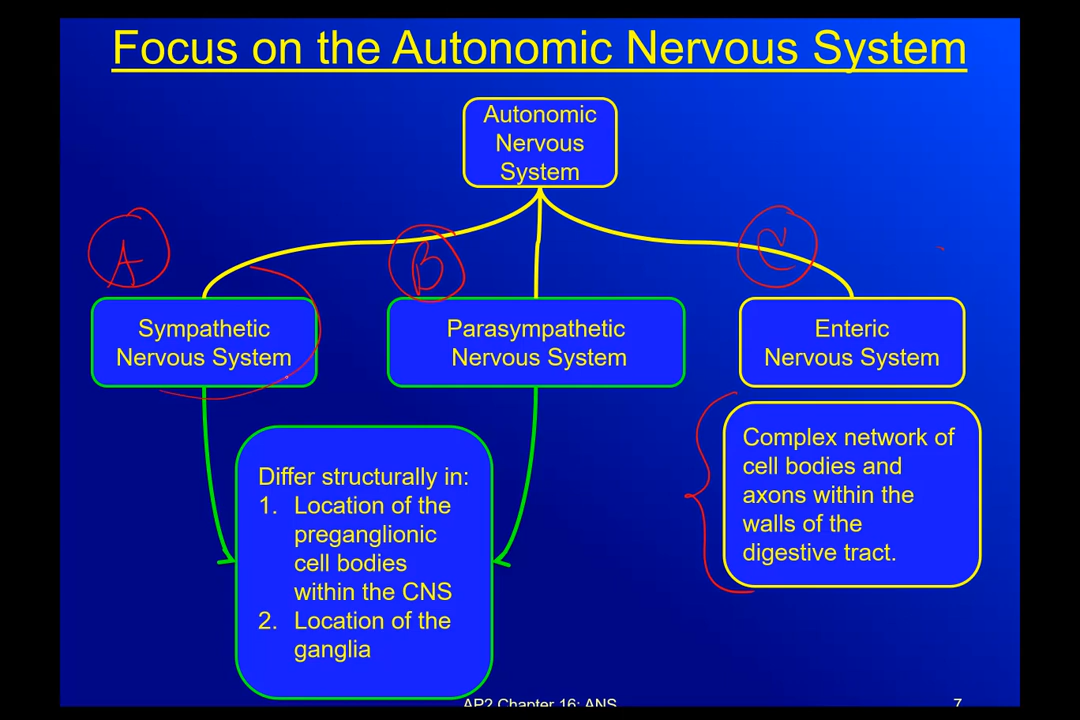 Focus on the Autonomic Nervous System
Autonomic
Nervous
System
A
B
C
Sympathetic
Nervous System
Parasympathetic
Nervous System
Enteric
Nervous System
Differ structurally in:
1. Location of the
preganglionic
cell bodies
within the CNS
2. Location of the
ganglia
Complex network of
cell bodies and
axons within the
walls of the
digestive tract.
AP2 Chapter 16: ANS
7